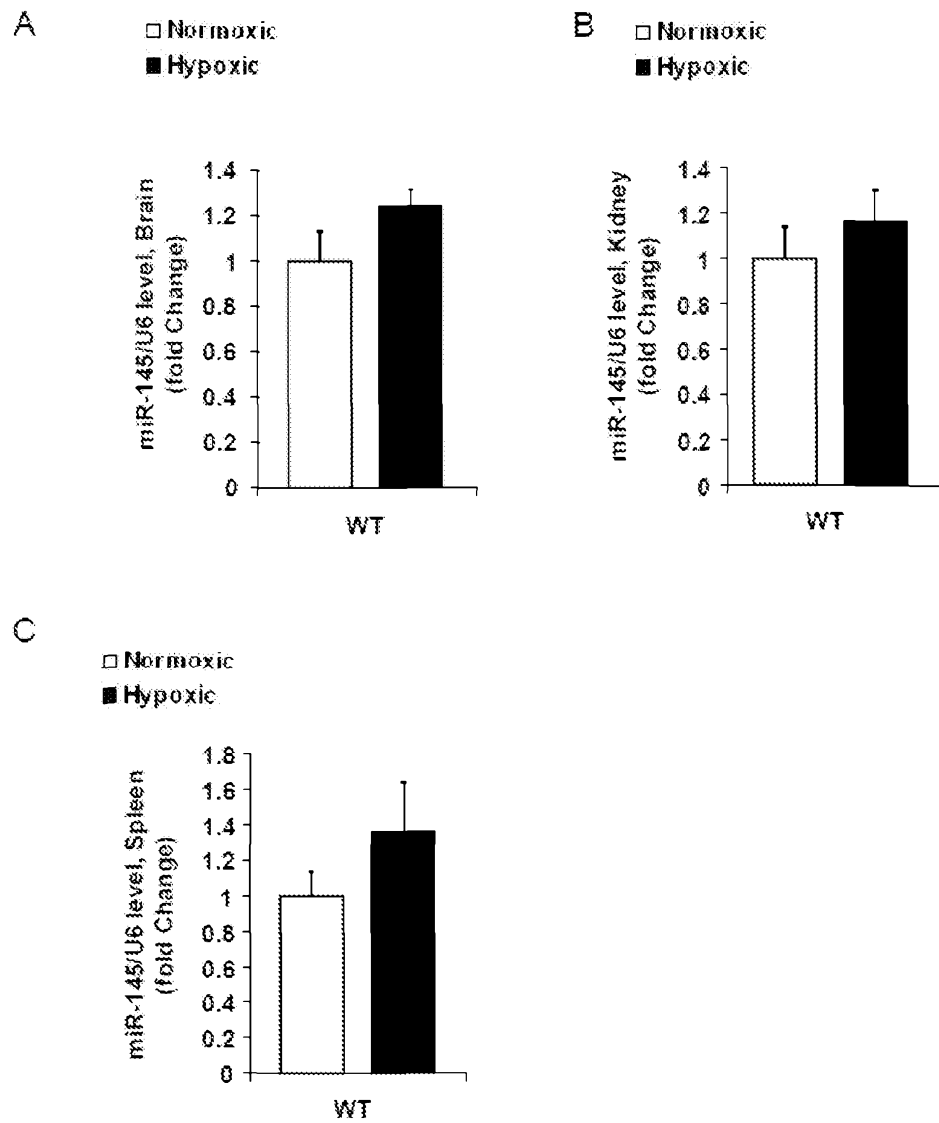 A
Normoxic
Hypoxic
miR-145/U6 level, Brain
(fold Change)
1.4
1.2
1
0.8
0.6
0.4
0.2
0
WT
B
Normoxic
Hypoxic
miR-145/U6 level, Kidney
(fold Change)
1.4
1.2
1
0.8
0.6
0.4
0.2
0
WT
C
Normoxic
Hypoxic
miR-145/U6 level, Spleen
(fold Change)
1.8
1.6
1.4
1.2
1
0.8
0.6
0.4
0.2
0
WT